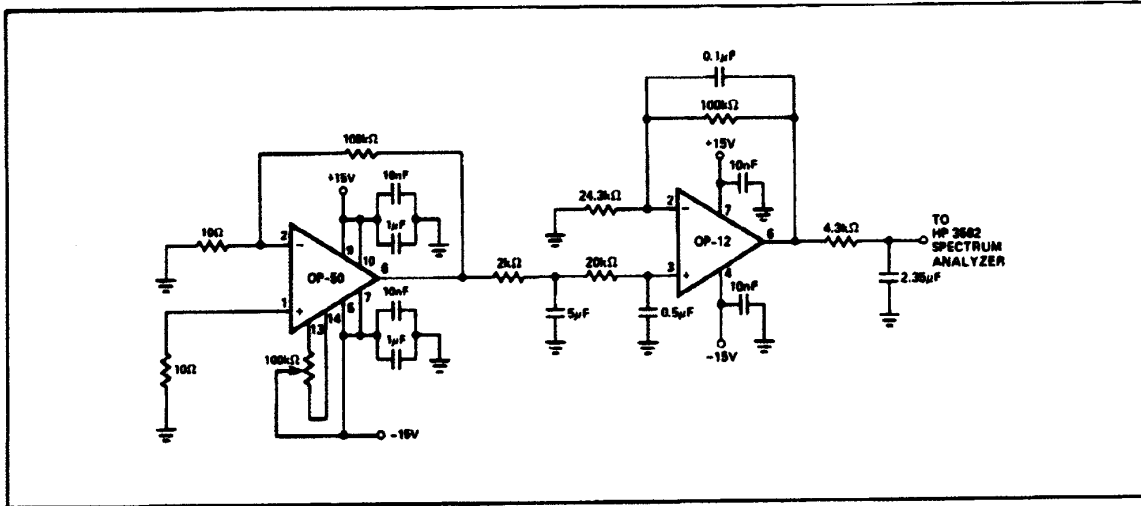 0.1μF
100kΩ
+15V
10nF
2
−
7
24.3kΩ
OP-12
6
3
+
4
10nF
−15V
4.3kΩ
TO
HP 3582
SPECTRUM
ANALYZER
2.35μF
100kΩ
+15V
10nF
1μF
10Ω
2
−
9
10
OP-50
6
1
+
5
7
14
13
10nF
1μF
100kΩ
10Ω
−15V
2kΩ
20kΩ
5μF
0.5μF